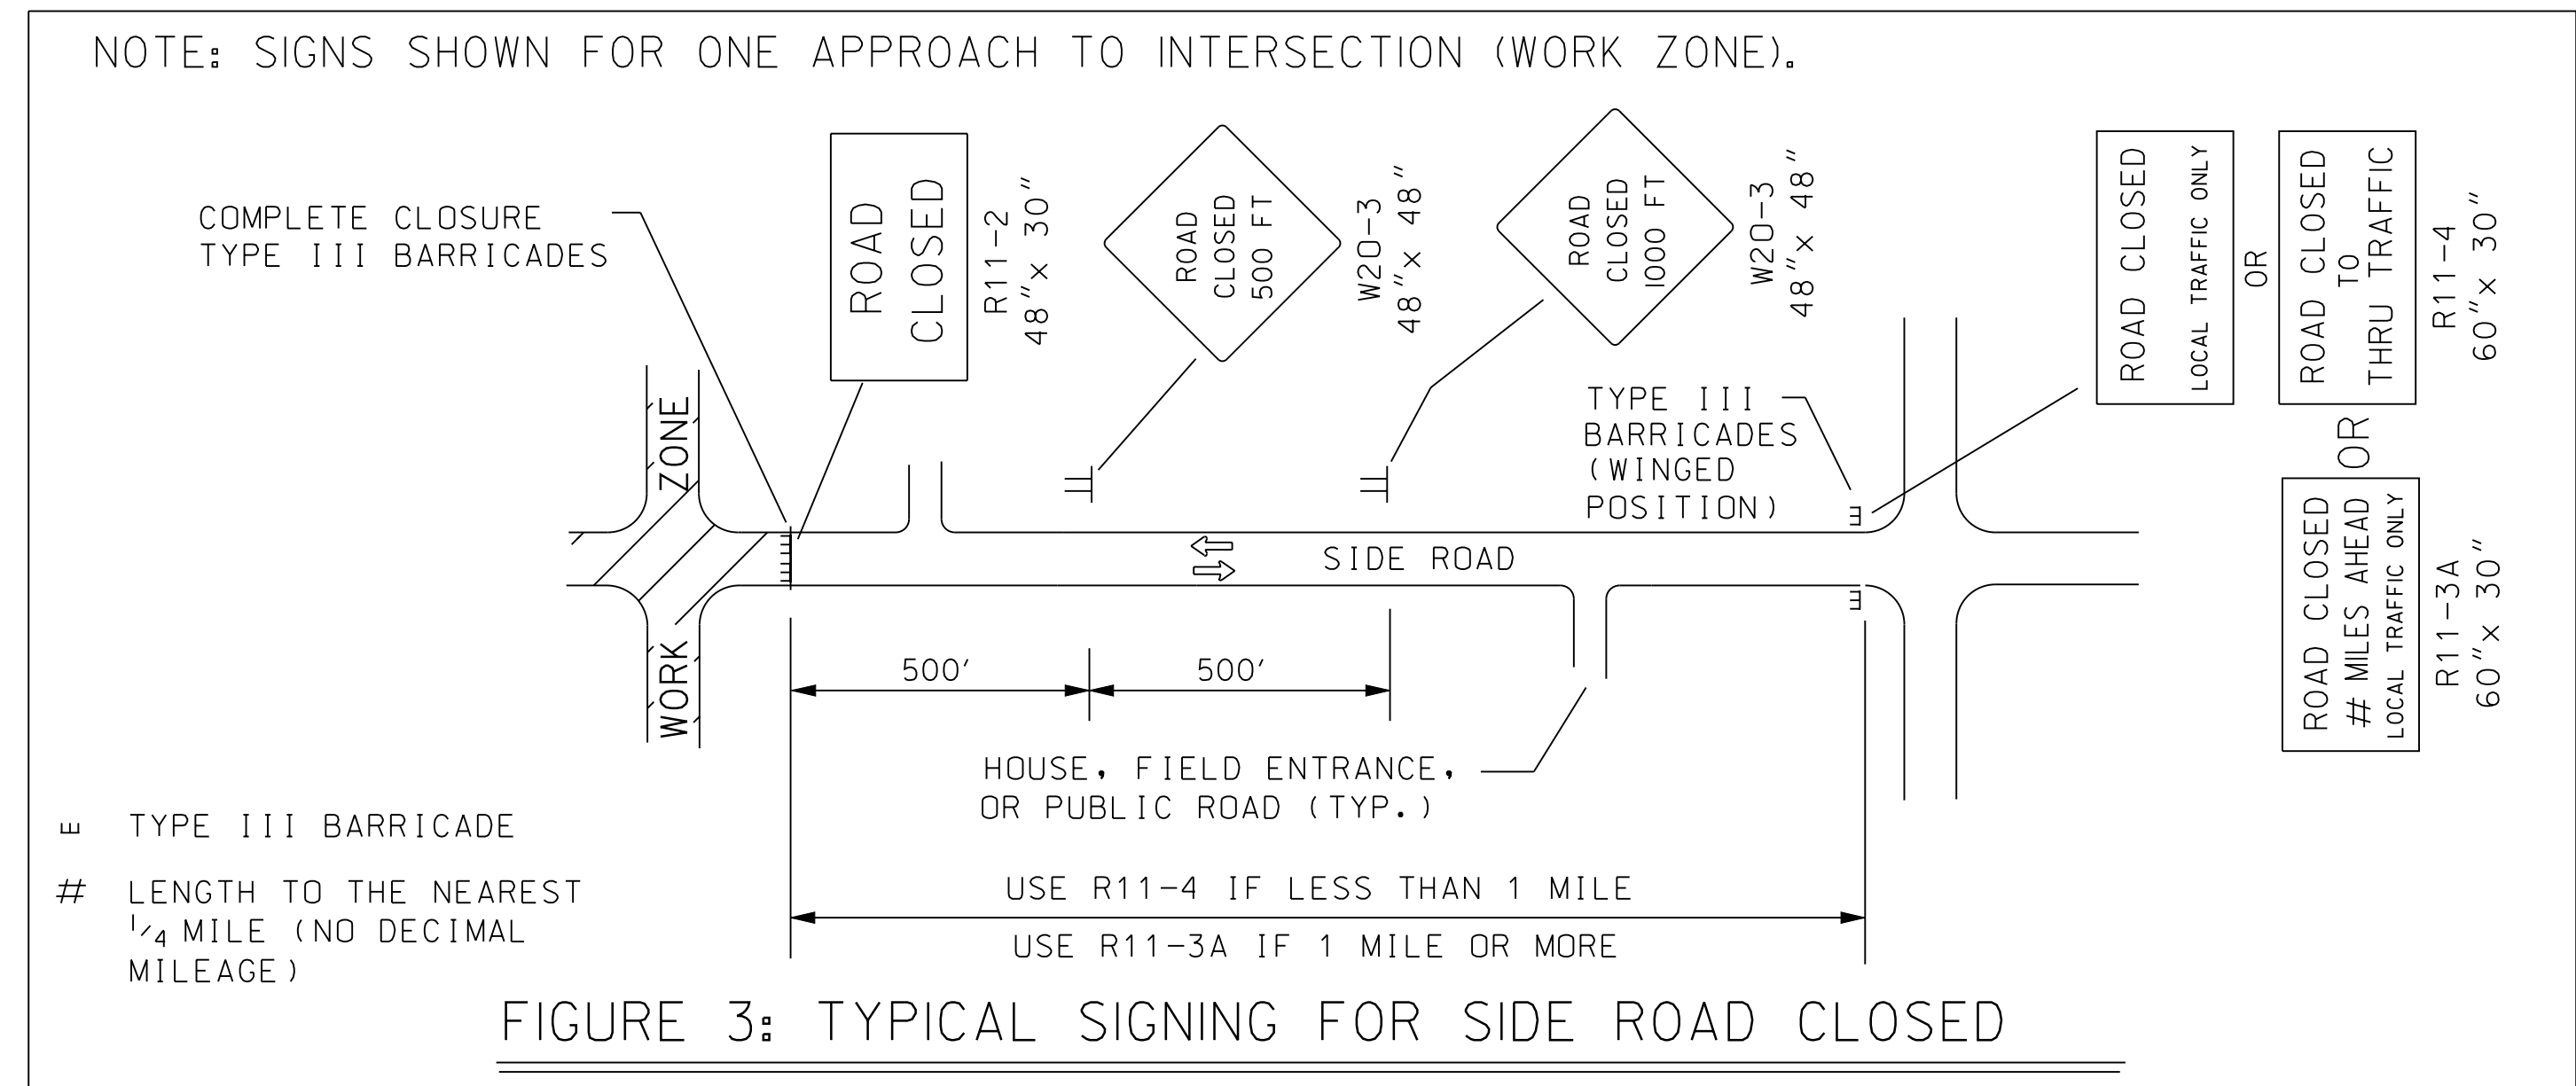 NOTE: SIGNS SHOWN FOR ONE APPROACH TO INTERSECTION (WORK ZONE).
COMPLETE CLOSURE
TYPE III BARRICADES
ROAD
CLOSED
R11-2
48"x 30"
ROAD
CLOSED
500 FT
W20-3
48"x 48"
ROAD
CLOSED
1000 FT
W20-3
48"x 48"
TYPE III
BARRICADES
(WINGED
POSITION)
ROAD CLOSED
LOCAL TRAFFIC ONLY
OR
ROAD CLOSED
TO
THRU TRAFFIC
R11-4
60"x 30"
OR
ROAD CLOSED
# MILES AHEAD
LOCAL TRAFFIC ONLY
R11-3A
60"x 30"
WORK ZONE
SIDE ROAD
500'
500'
HOUSE, FIELD ENTRANCE,
OR PUBLIC ROAD (TYP.)
TYPE III BARRICADE
# LENGTH TO THE NEAREST
1/4 MILE (NO DECIMAL
MILEAGE)
USE R11-4 IF LESS THAN 1 MILE
USE R11-3A IF 1 MILE OR MORE
FIGURE 3: TYPICAL SIGNING FOR SIDE ROAD CLOSED